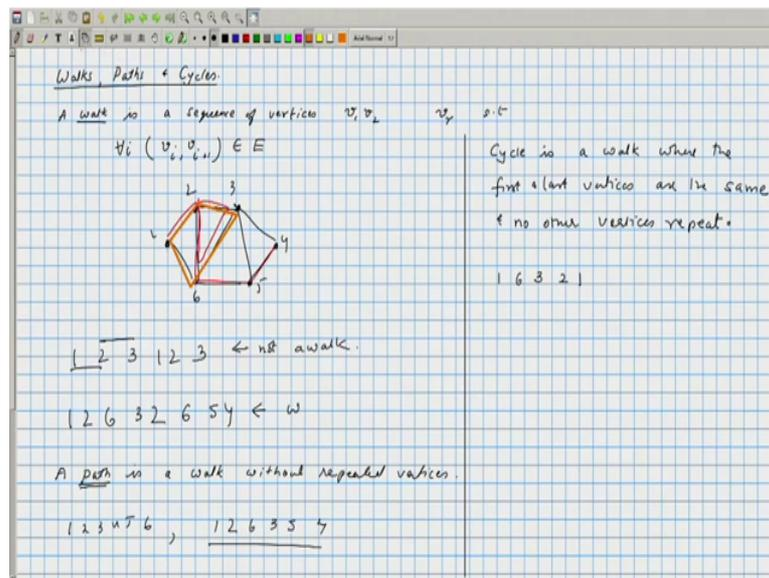 Walks, Paths & Cycles.
A walk is a sequence of vertices v1 v2 vr s.t
∀i (vi, vi+1) ∈ E
2 3
1 4
6 5
1 2 3 1 2 3 ← not a walk.
1 2 6 3 2 6 5 4 ← W
A path is a walk without repeated vertices.
1 2 3 4 5 6 , 1 2 6 3 5 4
Cycle is a walk where the
first & last vertices are the same
& no other vertices repeat.
1 6 3 2 1